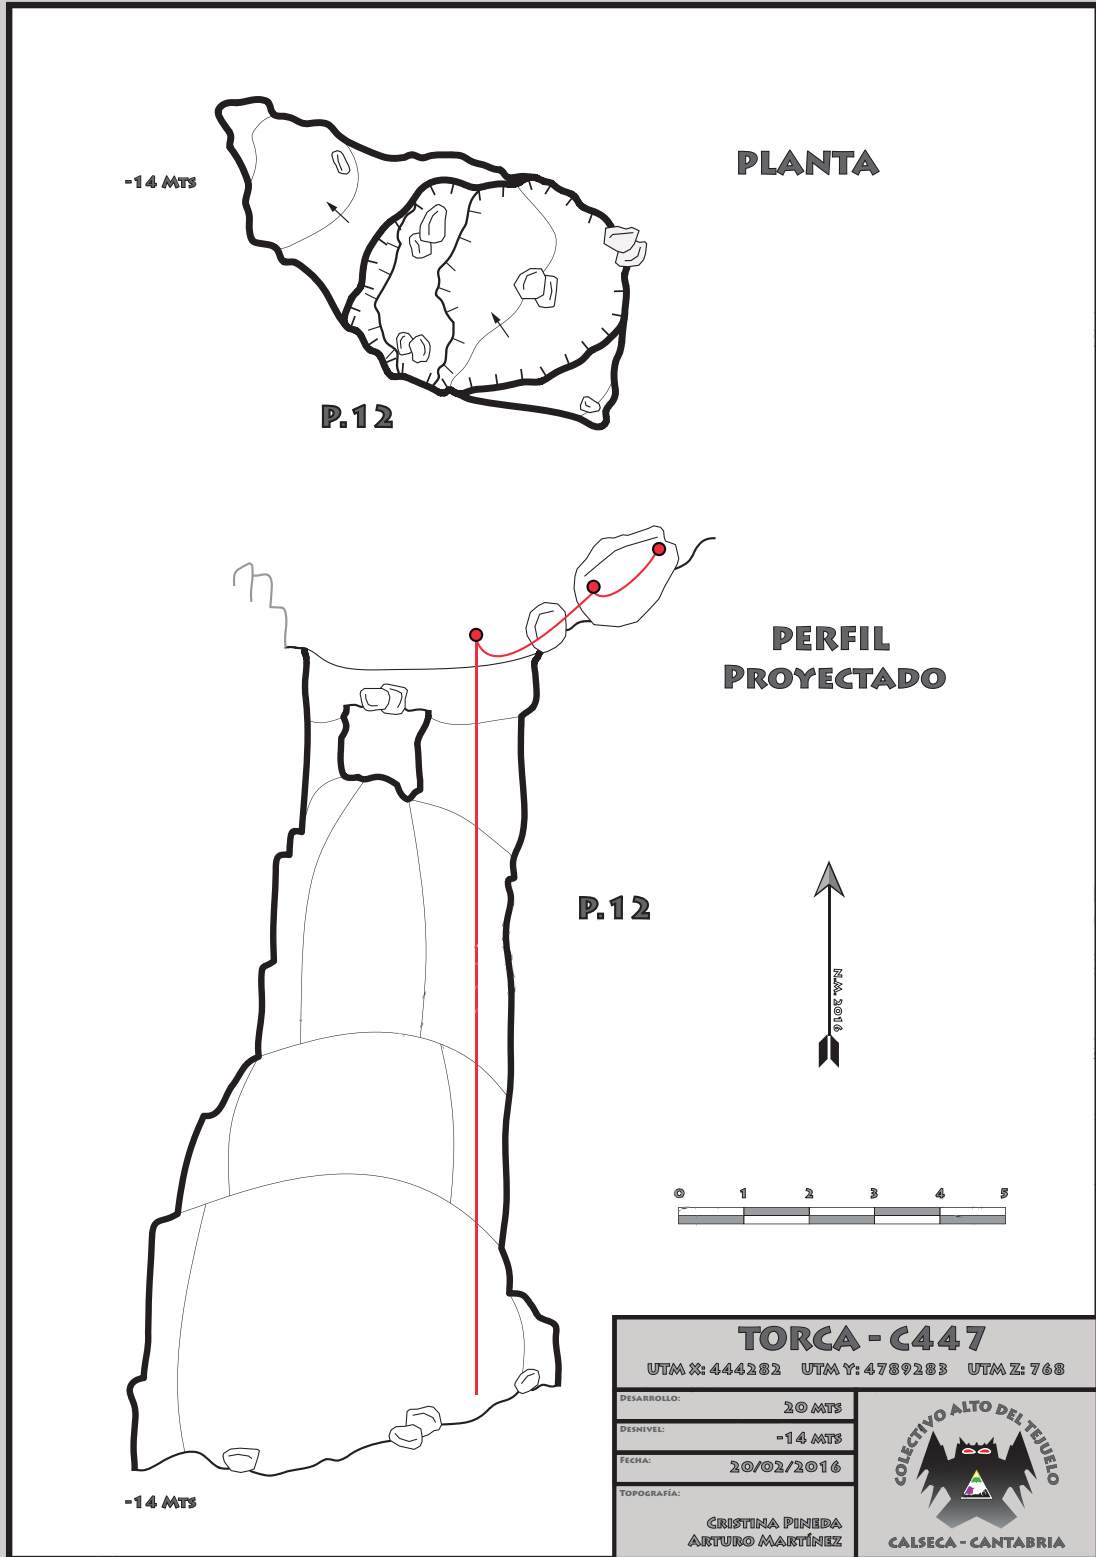 PLANTA
-14 Mts
P.12
PERFIL
PROYECTADO
P.12
N.M. 2016
0 1 2 3 4 5
TORCA - C447
UTM X: 444282 UTM Y: 4789283 UTM Z: 768
DESARROLLO:
20 MTS
DESNIVEL:
-14 MTS
FECHA:
20/02/2016
TOPOGRAFÍA:
CRISTINA PINEDA
ARTURO MARTÍNEZ
COLECTIVO ALTO DEL TEJUELO
CALSECA - CANTABRIA
-14 Mts